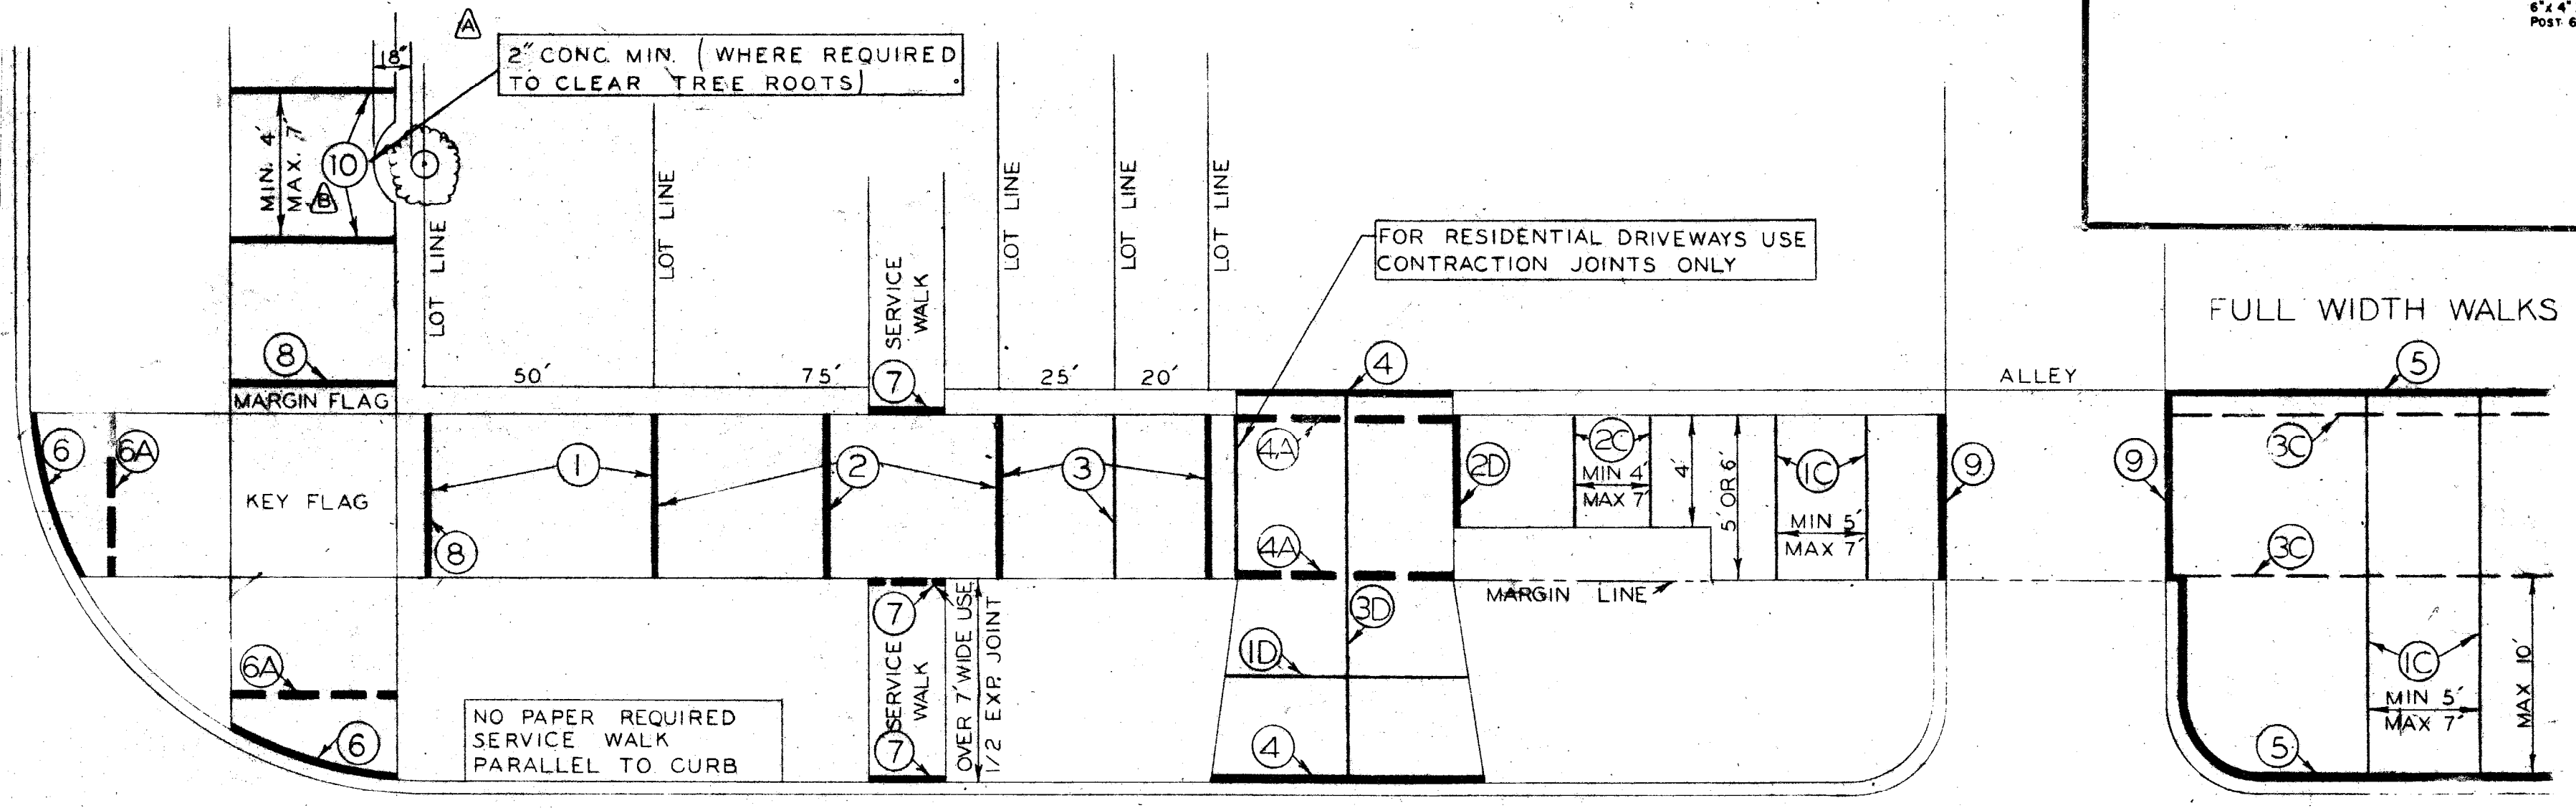 6"x 4"
POST 6
A
18"
2" CONC. MIN. (WHERE REQUIRED
TO CLEAR TREE ROOTS)
MIN. 4'
MAX. 7'
10
B
LOT LINE
LOT LINE
SERVICE
WALK
LOT LINE
LOT LINE
LOT LINE
FOR RESIDENTIAL DRIVEWAYS USE
CONTRACTION JOINTS ONLY
FULL WIDTH WALKS
8
50'
75'
7
25'
20'
4
ALLEY
5
MARGIN FLAG
6
6A
KEY FLAG
8
1
2
3
4A
4A
2D
2C
MIN 4'
MAX 7'
4'
5' OR 6'
1C
MIN 5'
MAX 7'
9
9
3C
3C
MARGIN LINE
7
SERVICE
WALK
7
OVER 7' WIDE USE
1/2 EXP. JOINT
3D
1D
4
6A
6
NO PAPER REQUIRED
SERVICE WALK
PARALLEL TO CURB
1C
MIN 5'
MAX 7'
MAX 10'
5